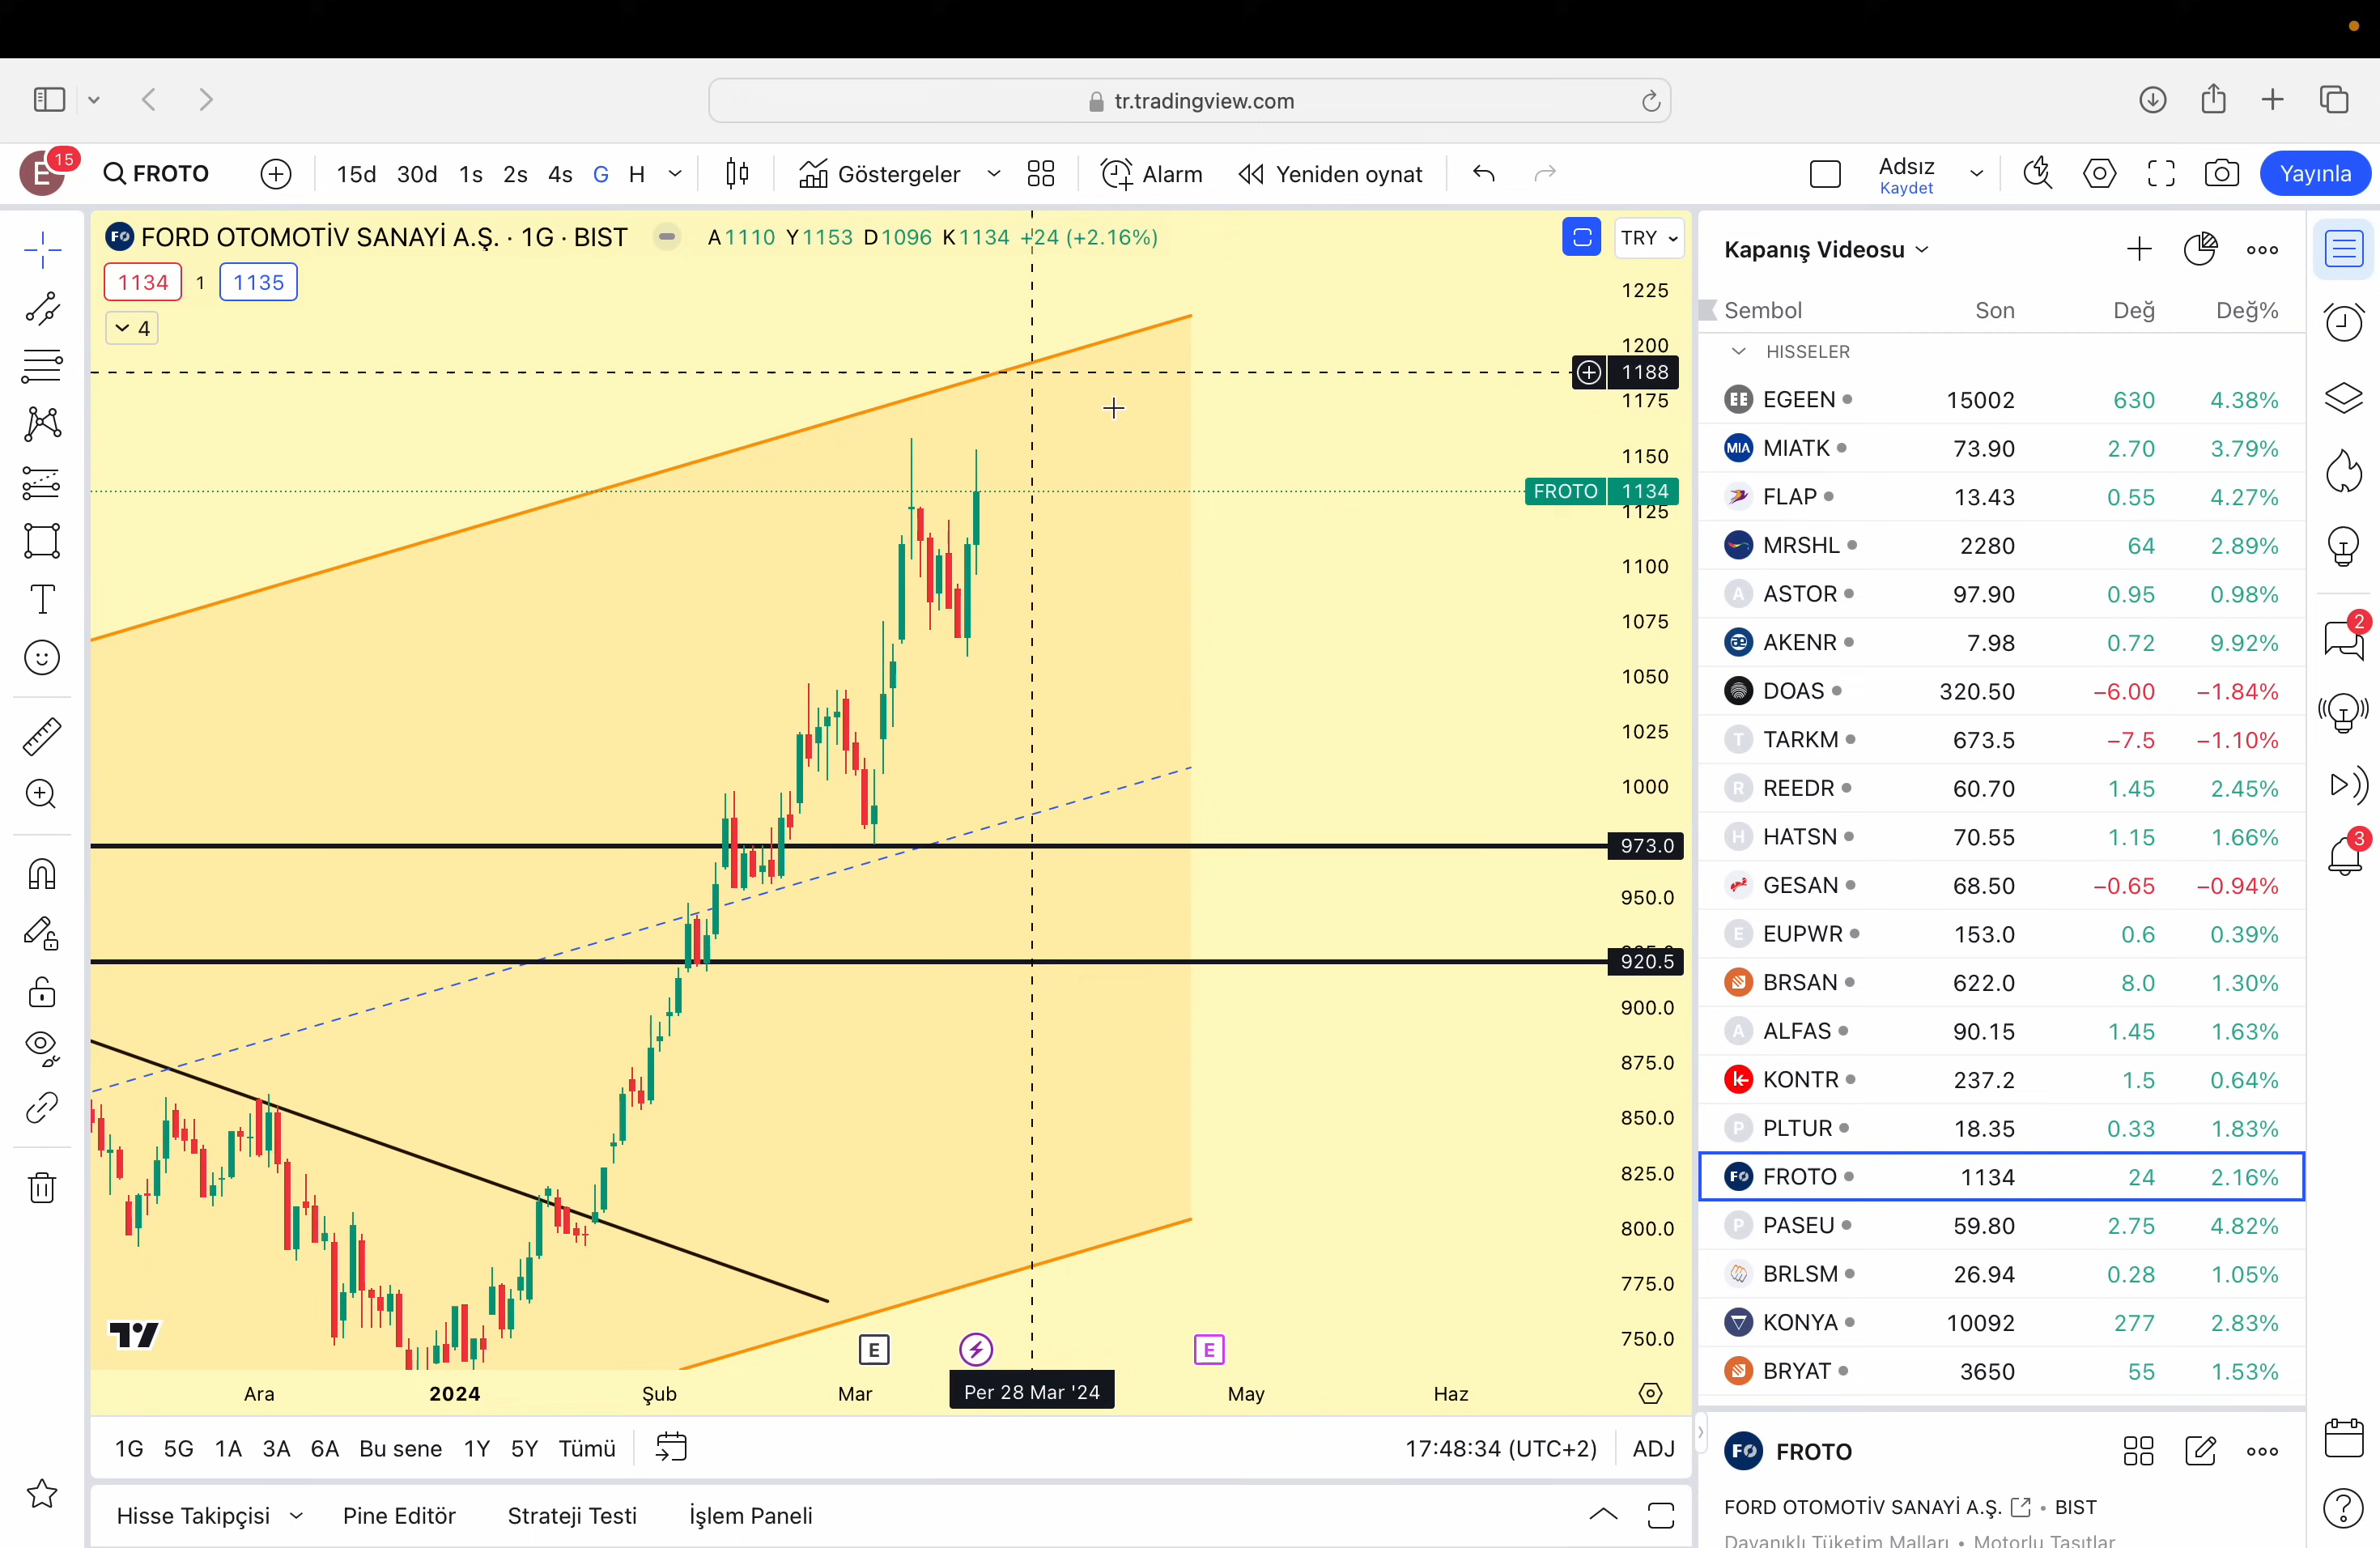 tr.tradingview.com
E 15 FROTO 15d 30d 1s 2s 4s G H Göstergeler Alarm Yeniden oynat Adsız Kaydet Yayınla
FO FORD OTOMOTİV SANAYİ A.Ş. · 1G · BIST A1110 Y1153 D1096 K1134 +24 (+2.16%)
TRY
1134 1 1135
4
1225
1200
1188
1175
1150
FROTO 1134
1125
1100
1075
1050
1025
1000
973.0
950.0
920.5
900.0
875.0
850.0
825.0
800.0
775.0
750.0
E E
Ara 2024 Şub Mar Per 28 Mar '24 May Haz
1G 5G 1A 3A 6A Bu sene 1Y 5Y Tümü 17:48:34 (UTC+2) ADJ
Hisse Takipçisi Pine Editör Strateji Testi İşlem Paneli
Kapanış Videosu
Sembol Son Değ Değ%
HISSELER
EE EGEEN 15002 630 4.38%
MIA MIATK 73.90 2.70 3.79%
FLAP 13.43 0.55 4.27%
MRSHL 2280 64 2.89%
A ASTOR 97.90 0.95 0.98%
æ AKENR 7.98 0.72 9.92%
DOAS 320.50 −6.00 −1.84%
T TARKM 673.5 −7.5 −1.10%
R REEDR 60.70 1.45 2.45%
H HATSN 70.55 1.15 1.66%
GESAN 68.50 −0.65 −0.94%
E EUPWR 153.0 0.6 0.39%
BRSAN 622.0 8.0 1.30%
A ALFAS 90.15 1.45 1.63%
KONTR 237.2 1.5 0.64%
P PLTUR 18.35 0.33 1.83%
FO FROTO 1134 24 2.16%
P PASEU 59.80 2.75 4.82%
BRLSM 26.94 0.28 1.05%
KONYA 10092 277 2.83%
BRYAT 3650 55 1.53%
FO FROTO
FORD OTOMOTİV SANAYİ A.Ş. • BIST
Dayanıklı Tüketim Malları • Motorlu Taşıtlar
2
3